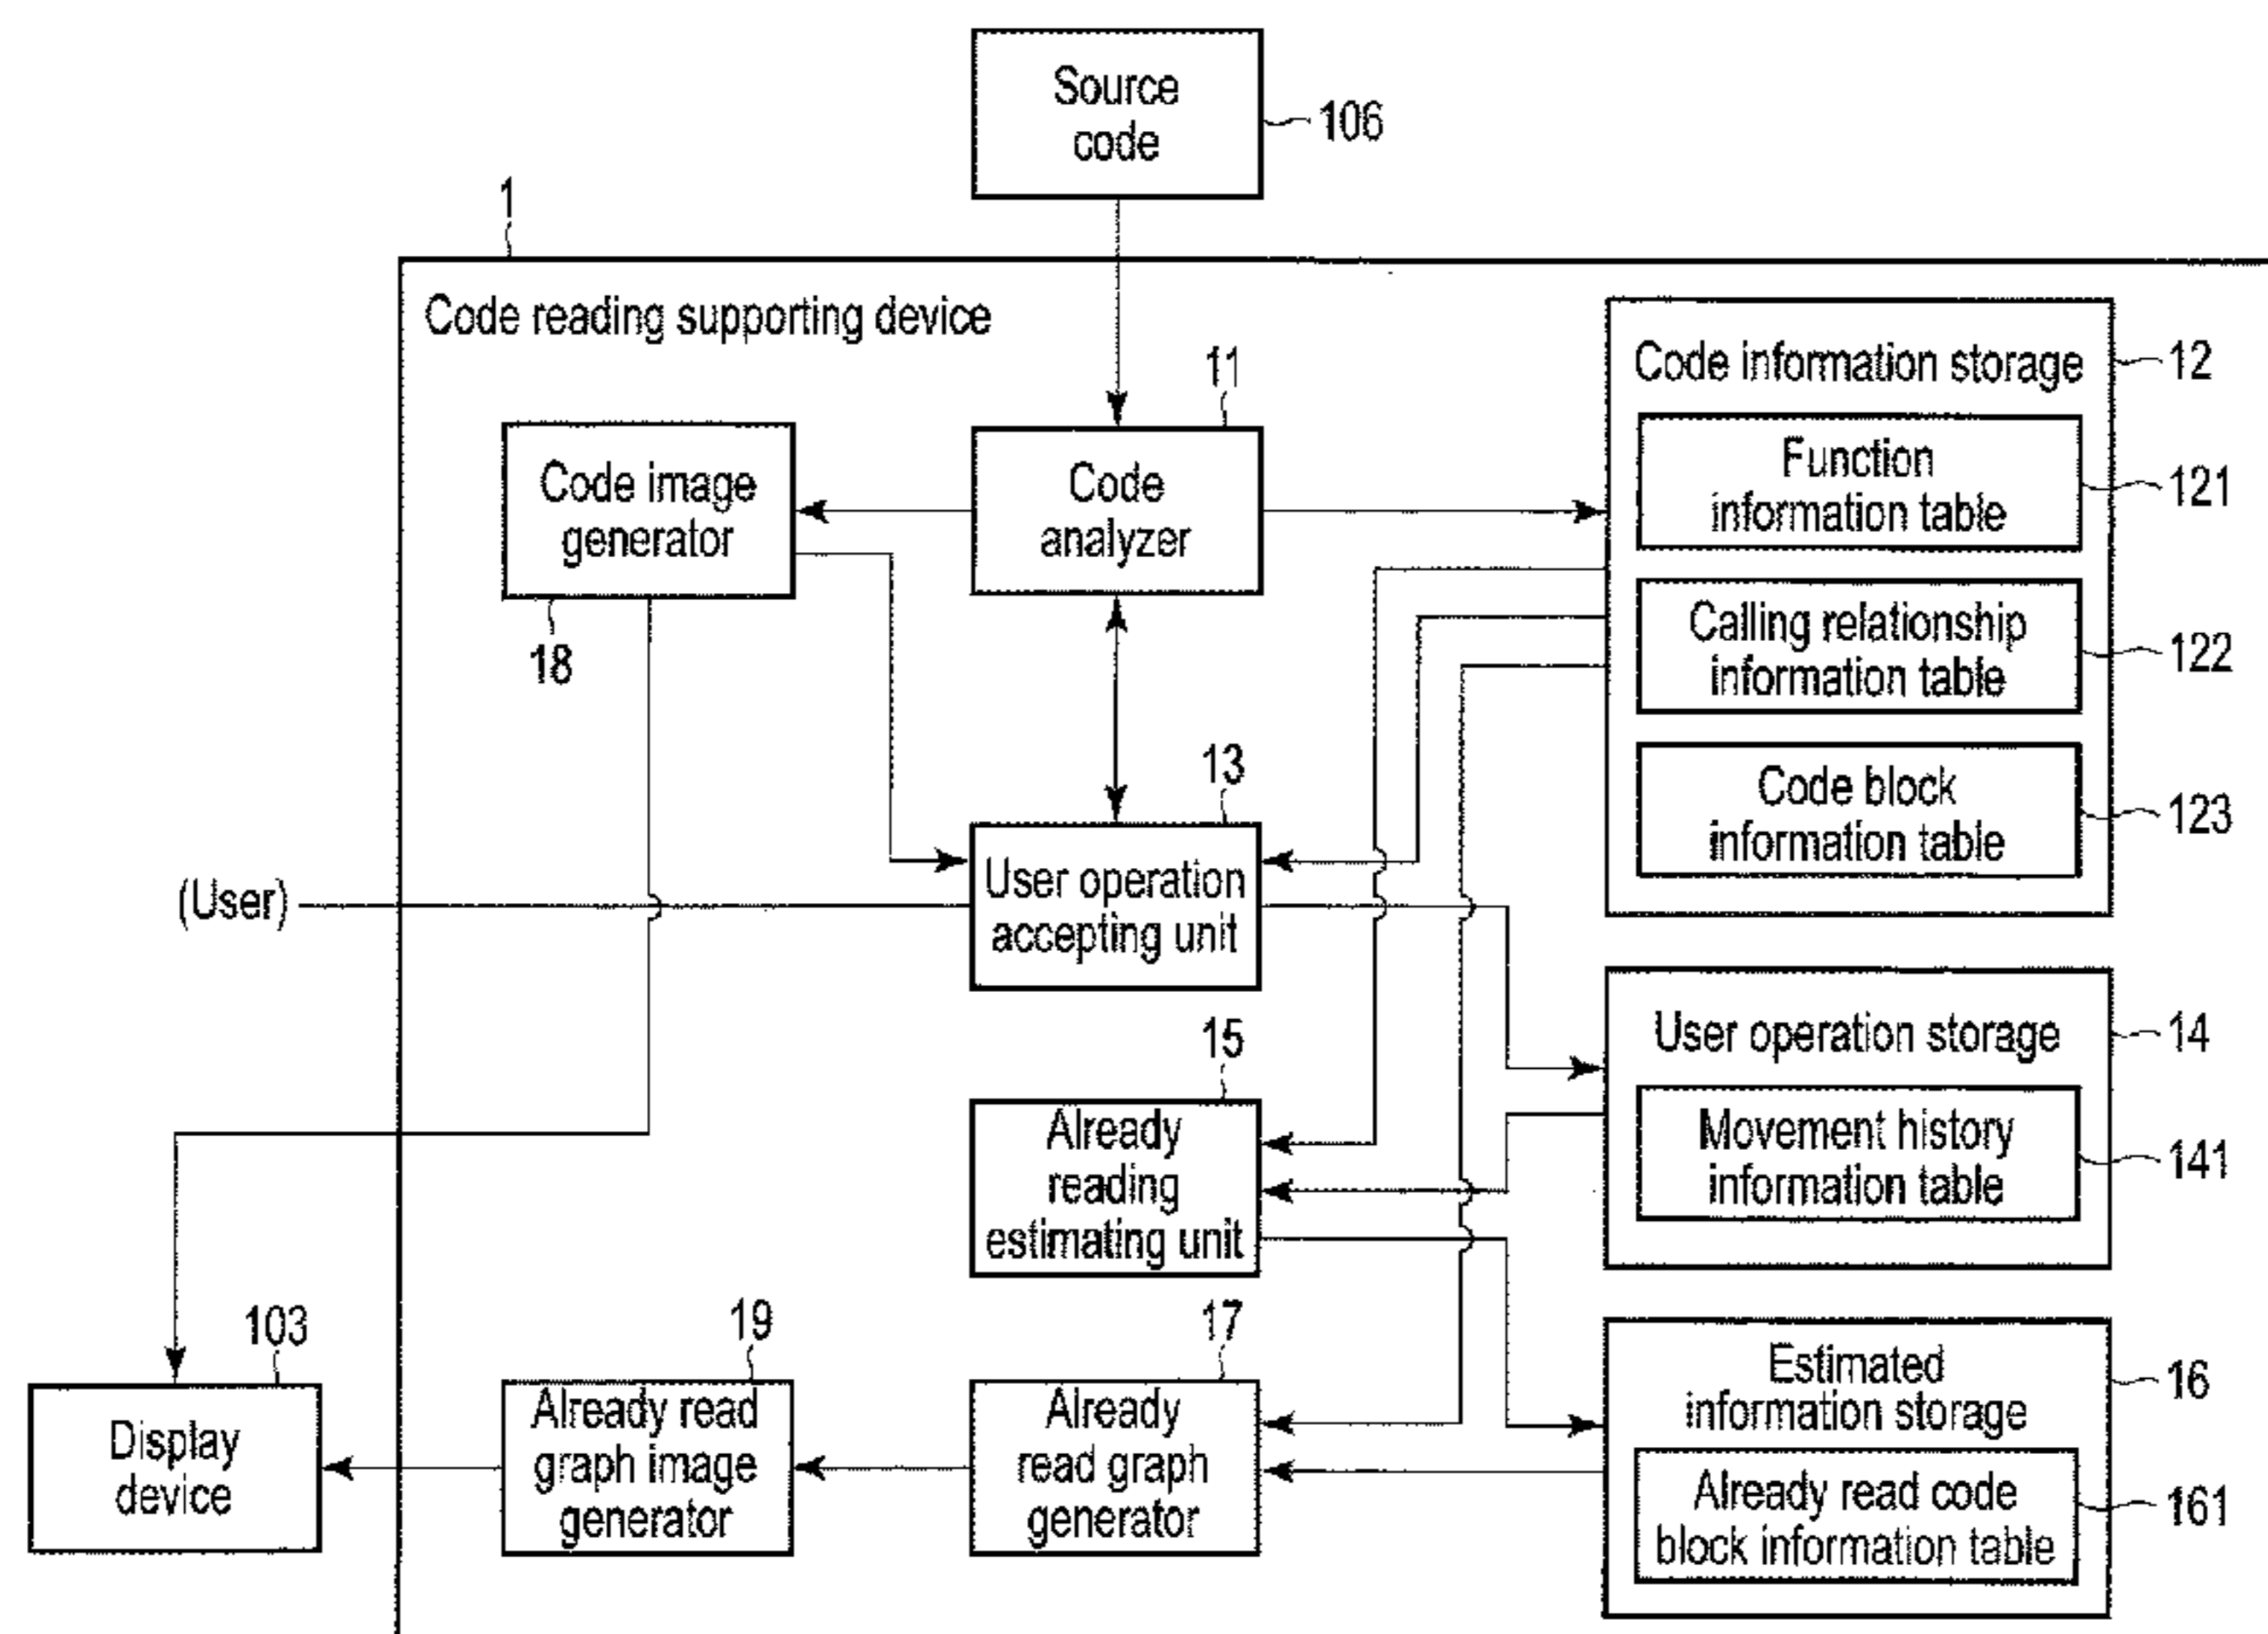 Source
code
106
1
Code reading supporting device
11
Code information storage
12
Code image
generator
Code
analyzer
Function
information table
121
18
Calling relationship
information table
122
13
Code block
information table
123
(User)
User operation
accepting unit
15
User operation storage
14
Already
reading
estimating unit
Movement history
information table
141
103
19
17
Estimated
information storage
16
Display
device
Already read
graph image
generator
Already
read graph
generator
Already read code
block information table
161